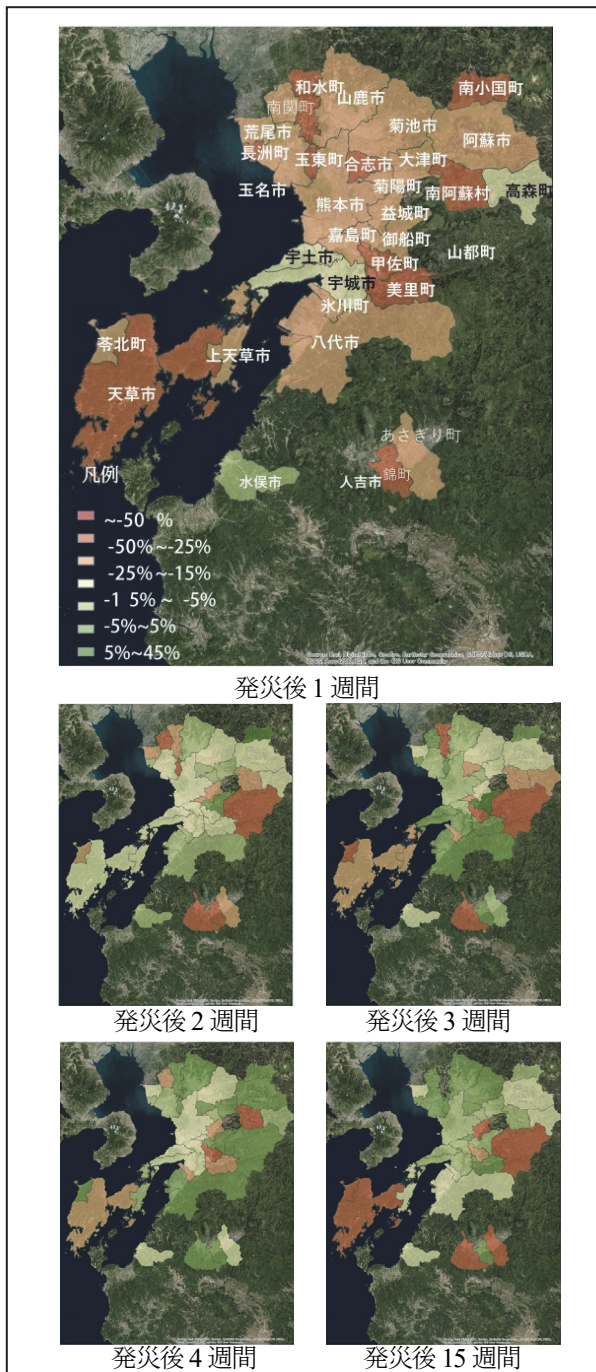 和水町
南小国町
南関町
山鹿市
荒尾市
菊池市
阿蘇市
長洲町
玉東町
合志市
大津町
玉名市
菊陽町
南阿蘇村
高森町
熊本市
益城町
嘉島町
御船町
山都町
宇土市
甲佐町
宇城市
美里町
氷川町
苓北町
上天草市
八代市
天草市
あさぎり町
凡例
水俣市
人吉市
錦町
~-50 %
-50%~-25%
-25%~-15%
-1 5% ~ -5%
-5%~5%
5%~45%
発災後 1 週間
発災後 2 週間
発災後 3 週間
発災後 4 週間
発災後 15 週間